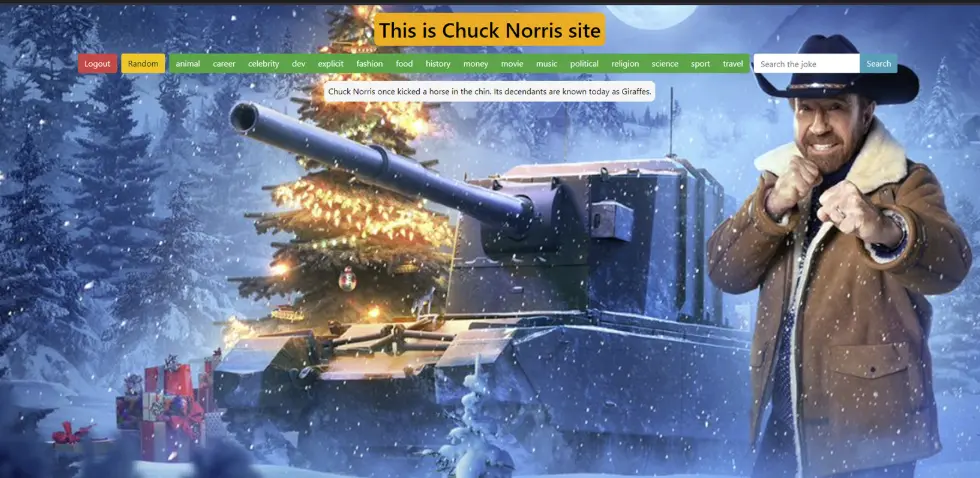 This is Chuck Norris site
Logout Random animal career celebrity dev explicit fashion food history money movie music political religion science sport travel Search the joke Search
Chuck Norris once kicked a horse in the chin. Its decendants are known today as Giraffes.